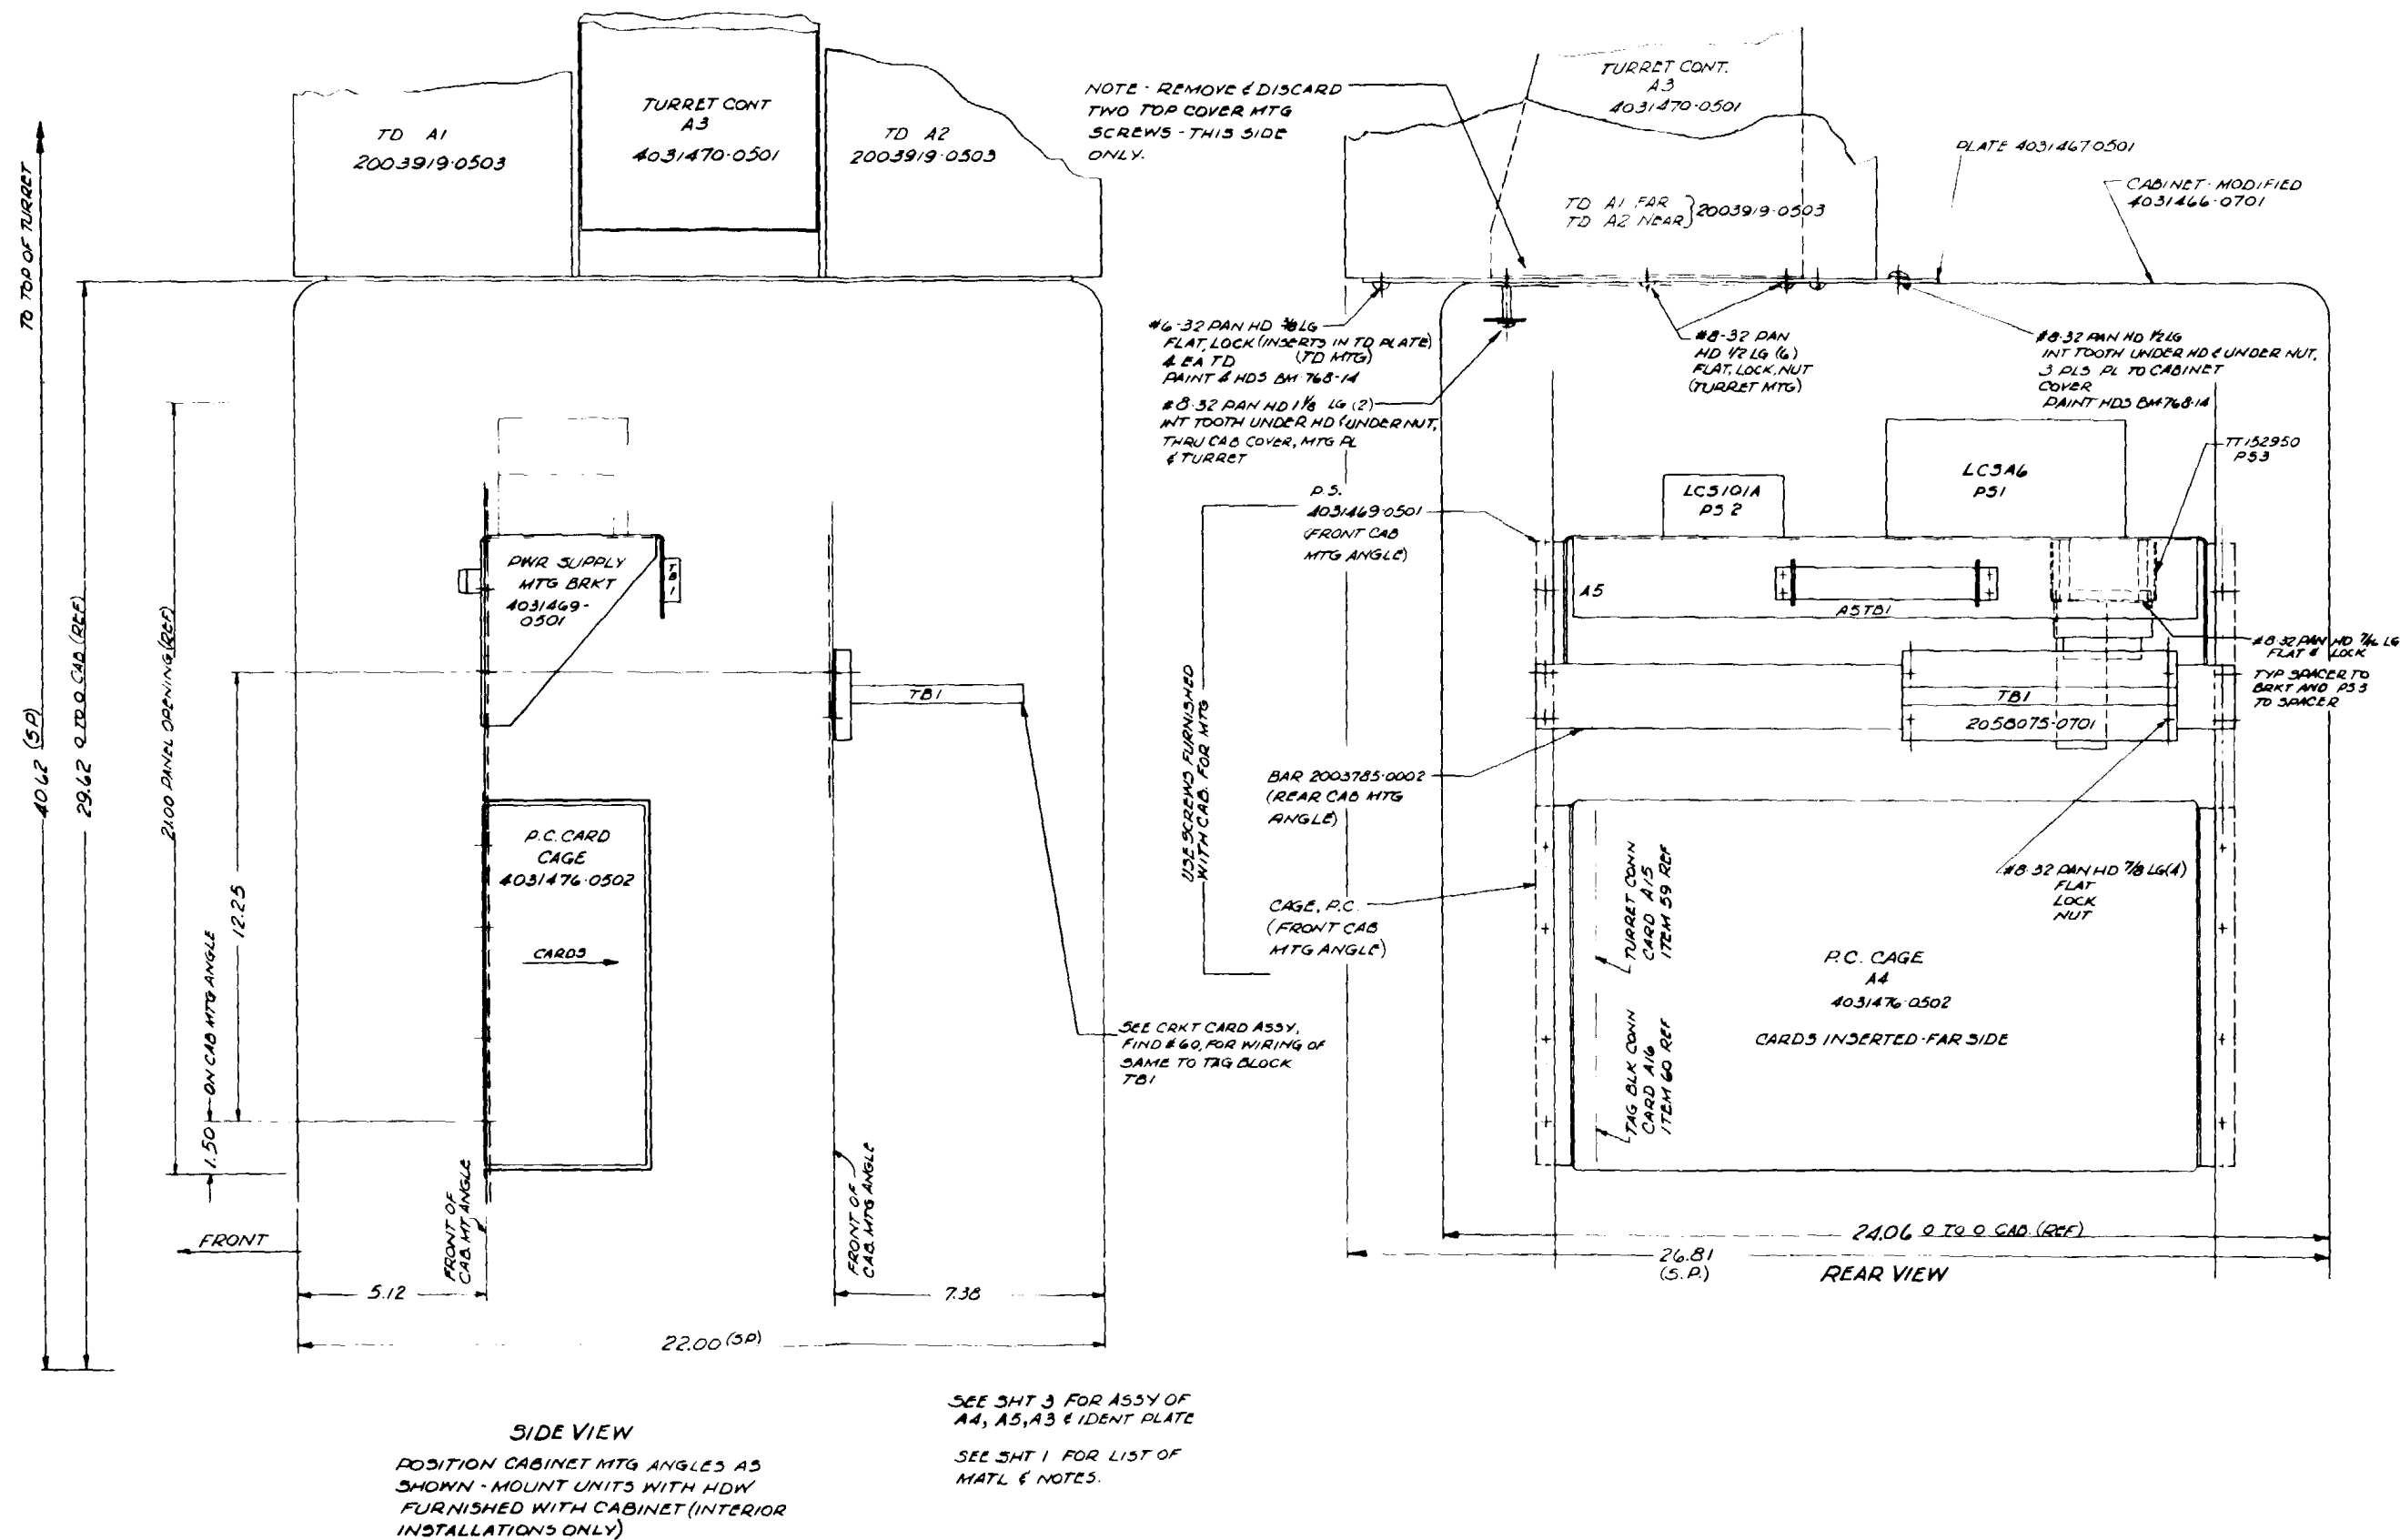 TO TOP OF TURRET
40.62 (S.P)
29.62 O TO O CAB (REF)
21.00 PANEL OPENING (REF)
12.25
1.50
ON CAB MTG ANGLE
FRONT
TD A1
2003919-0503
TURRET CONT
A3
4031470-0501
TD A2
2003919-0503
PWR SUPPLY
MTG BRKT
4031469-
0501
TB1
TB1
P.C. CARD
CAGE
4031476-0502
CARDS
FRONT OF
CAB. MT ANGLE
FRONT OF
CAB. MTG ANGLE
5.12
7.38
22.00 (SP)
SEE CRKT CARD ASSY,
FIND #60, FOR WIRING OF
SAME TO TAG BLOCK
TB1
SIDE VIEW
POSITION CABINET MTG ANGLES AS
SHOWN - MOUNT UNITS WITH HDW
FURNISHED WITH CABINET (INTERIOR
INSTALLATIONS ONLY)
SEE SHT 3 FOR ASSY OF
A4, A5, A3 & IDENT PLATE
SEE SHT 1 FOR LIST OF
MATL & NOTES.
NOTE - REMOVE & DISCARD
TWO TOP COVER MTG
SCREWS - THIS SIDE
ONLY.
TURRET CONT.
A3
4031470-0501
TD A1 FAR
TD A2 NEAR
2003919-0503
PLATE 4031467-0501
CABINET-MODIFIED
4031466-0701
#6-32 PAN HD 3/8 LG
FLAT, LOCK (INSERTS IN TD PLATE)
4 EA TD (TD MTG)
PAINT 4 HDS BM-768-14
#8-32 PAN HD 1 1/8 LG (2)
INT TOOTH UNDER HD & UNDER NUT,
THRU CAB COVER, MTG PL
& TURRET
#8-32 PAN
HD 1/2 LG (6)
FLAT, LOCK, NUT
(TURRET MTG)
#8-32 PAN HD 1/2 LG
INT TOOTH UNDER HD & UNDER NUT,
3 PLS PL TO CABINET
COVER
PAINT HDS BM-768-14
TT152950
PS3
LCS101A
PS 2
LCSA6
PS1
P.S.
4031469-0501
(FRONT CAB
MTG ANGLE)
A5
A5TB1
#8-32 PAN HD 7/16 LG
FLAT & LOCK
TYP SPACER TO
BRKT AND PS3
TO SPACER
TB1
2058075-0701
USE SCREWS FURNISHED
WITH CAB. FOR MTG
BAR 2003785-0002
(REAR CAB MTG
ANGLE)
CAGE, P.C.
(FRONT CAB
MTG ANGLE)
TURRET CONN
CARD A15
ITEM 59 REF
TAG BLK CONN
CARD A16
ITEM 60 REF
#8-32 PAN HD 7/8 LG(4)
FLAT
LOCK
NUT
P.C. CAGE
A4
4031476-0502
CARDS INSERTED-FAR SIDE
24.06 O TO O CAB. (REF)
26.81
(S.P.)
REAR VIEW